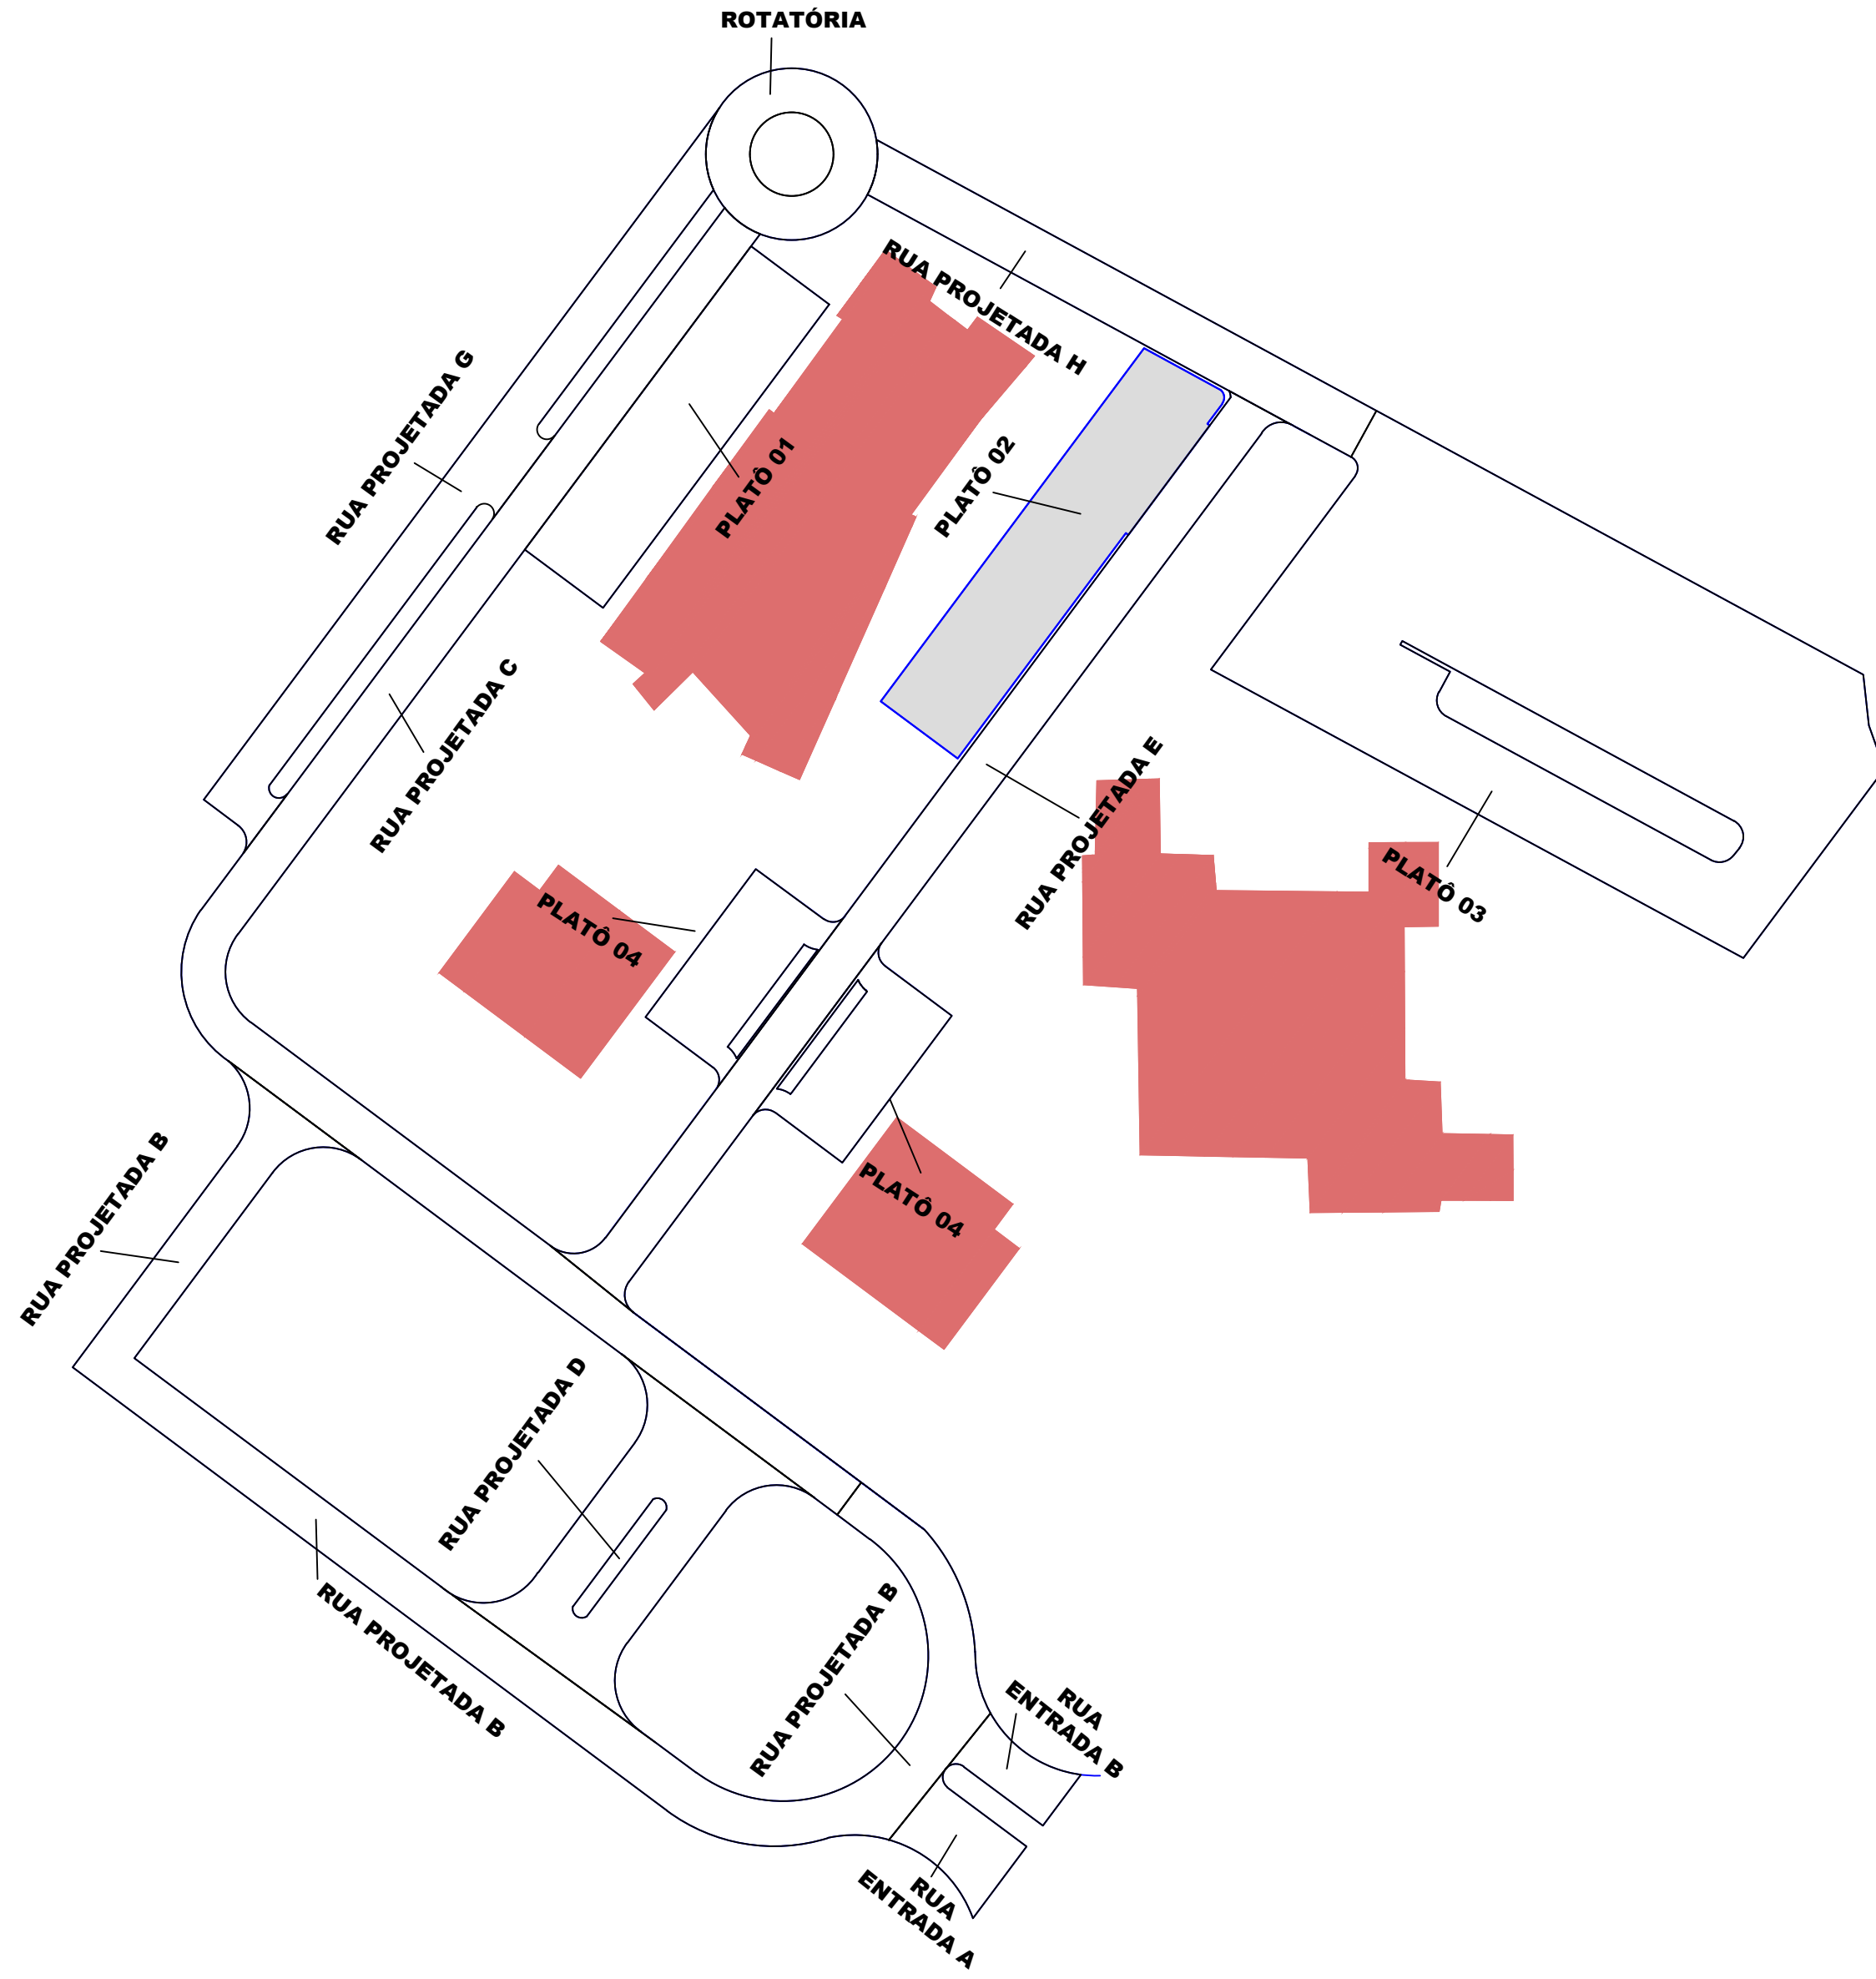 ROTATÓRIA
RUA PROJETADA H
RUA PROJETADA G
PLATÔ 01
PLATÔ 02
RUA PROJETADA C
RUA PROJETADA E
PLATÔ 03
PLATÔ 04
PLATÔ 04
RUA PROJETADA B
RUA PROJETADA D
RUA PROJETADA B
RUA PROJETADA B
RUA
ENTRADA B
RUA
ENTRADA A